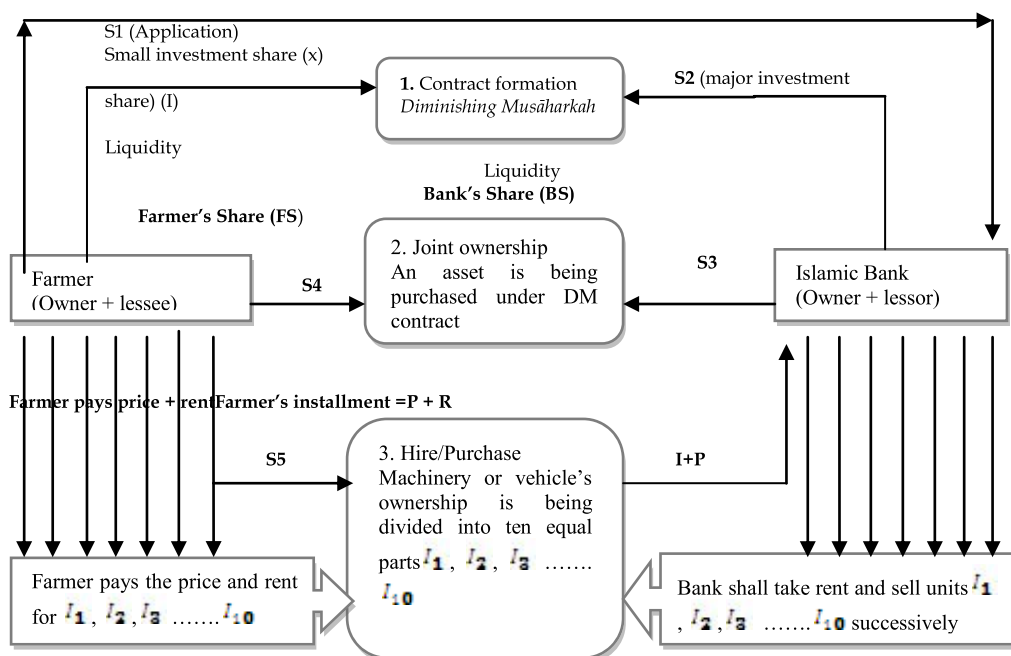 S1 (Application)
Small investment share (x)
share) (I)
Liquidity
1. Contract formation
Diminishing Musāharkah
S2 (major investment
Liquidity
Bank's Share (BS)
Farmer's Share (FS)
Farmer
(Owner + lessee)
S4
2. Joint ownership
An asset is being
purchased under DM
contract
S3
Islamic Bank
(Owner + lessor)
Farmer pays price + rentFarmer's installment =P + R
S5
3. Hire/Purchase
Machinery or vehicle's
ownership is being
divided into ten equal
parts I1 , I2 , I3 …….
I10
I+P
Farmer pays the price and rent
for I1 , I2 , I3 …….I10
Bank shall take rent and sell units I1
, I2 , I3 …….I10 successively